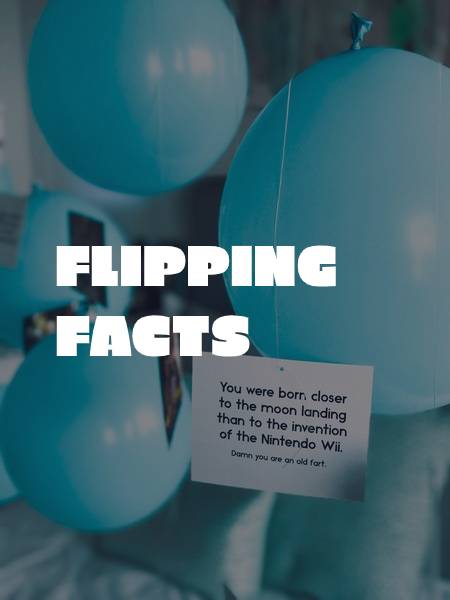 FLIPPING
FACTS
You were born closer
to the moon landing
than to the invention
of the Nintendo Wii.
Damn you are an old fart.